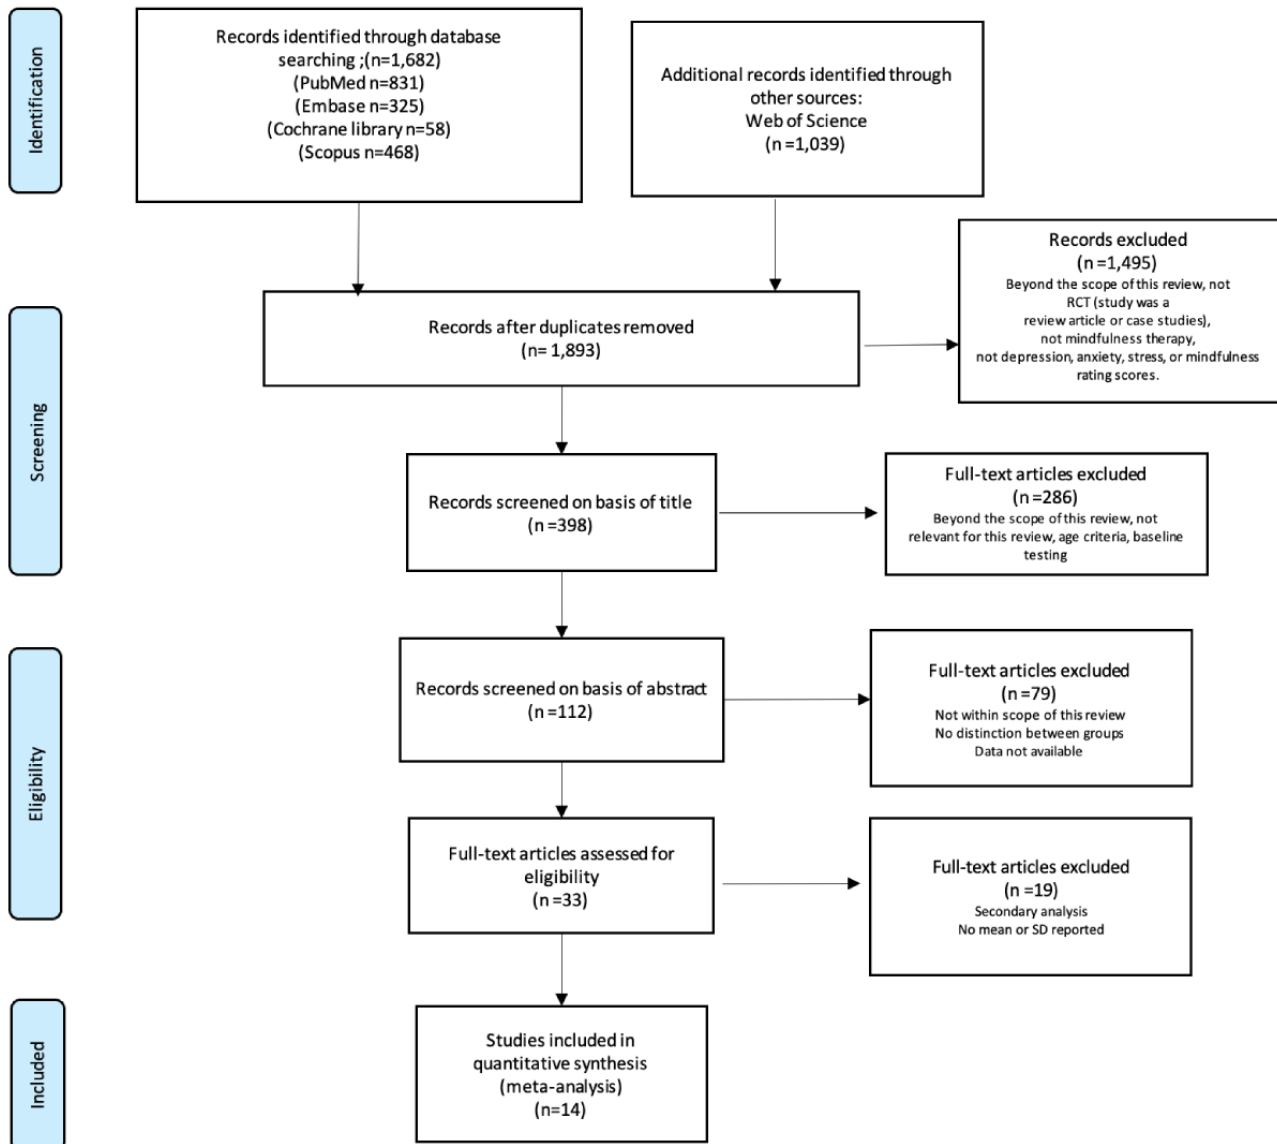 Identification
Records identified through database
searching ;(n=1,682)
(PubMed n=831)
(Embase n=325)
(Cochrane library n=58)
(Scopus n=468)
Additional records identified through
other sources:
Web of Science
(n =1,039)
Records excluded
(n =1,495)
Beyond the scope of this review, not
RCT (study was a
review article or case studies),
not mindfulness therapy,
not depression, anxiety, stress, or mindfulness
rating scores.
Screening
Records after duplicates removed
(n= 1,893)
Records screened on basis of title
(n =398)
Full-text articles excluded
(n =286)
Beyond the scope of this review, not
relevant for this review, age criteria, baseline
testing
Eligibility
Records screened on basis of abstract
(n =112)
Full-text articles excluded
(n =79)
Not within scope of this review
No distinction between groups
Data not available
Full-text articles assessed for
eligibility
(n =33)
Full-text articles excluded
(n =19)
Secondary analysis
No mean or SD reported
Included
Studies included in
quantitative synthesis
(meta-analysis)
(n=14)